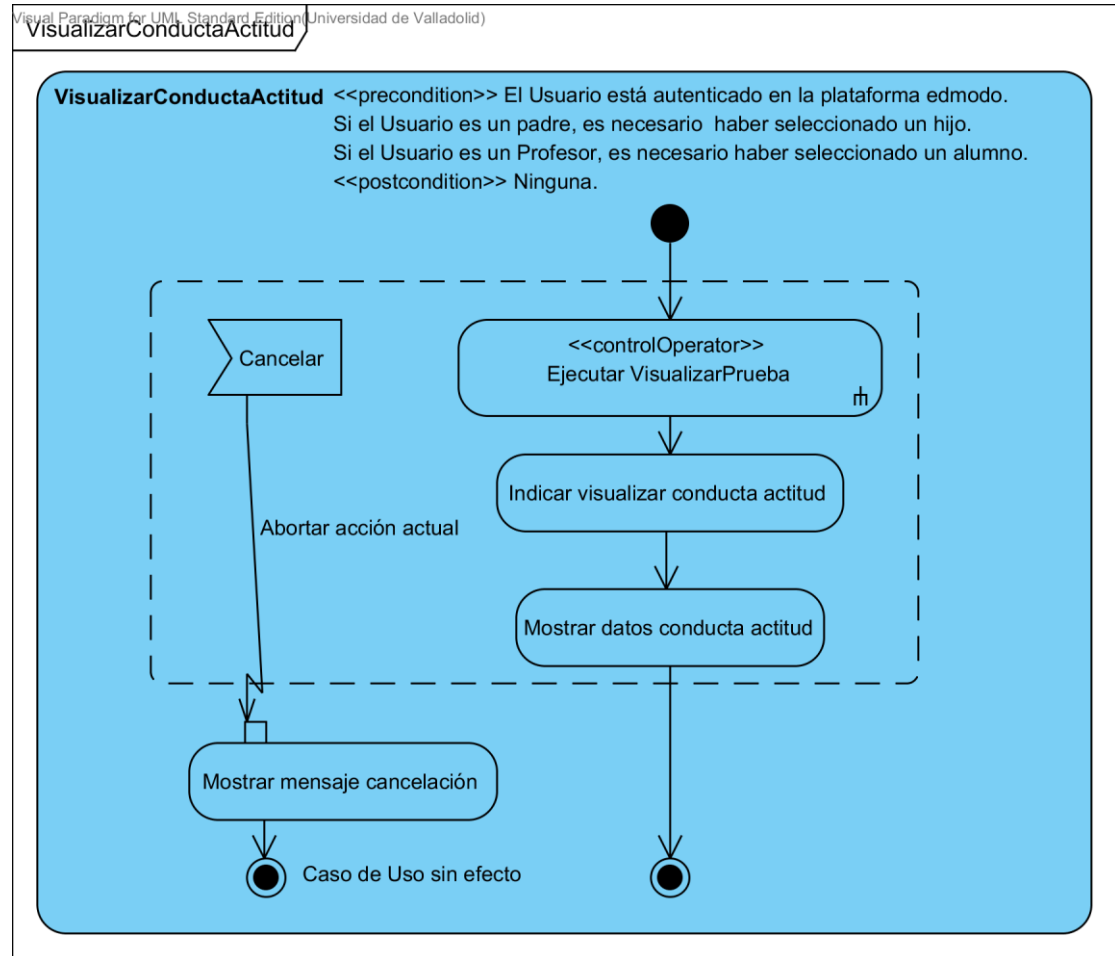 Visual Paradigm for UML Standard Edition(Universidad de Valladolid)
VisualizarConductaActitud
VisualizarConductaActitud <<precondition>> El Usuario está autenticado en la plataforma edmodo.
Si el Usuario es un padre, es necesario haber seleccionado un hijo.
Si el Usuario es un Profesor, es necesario haber seleccionado un alumno.
<<postcondition>> Ninguna.
Cancelar
<<controlOperator>>
Ejecutar VisualizarPrueba
Indicar visualizar conducta actitud
Abortar acción actual
Mostrar datos conducta actitud
Mostrar mensaje cancelación
Caso de Uso sin efecto